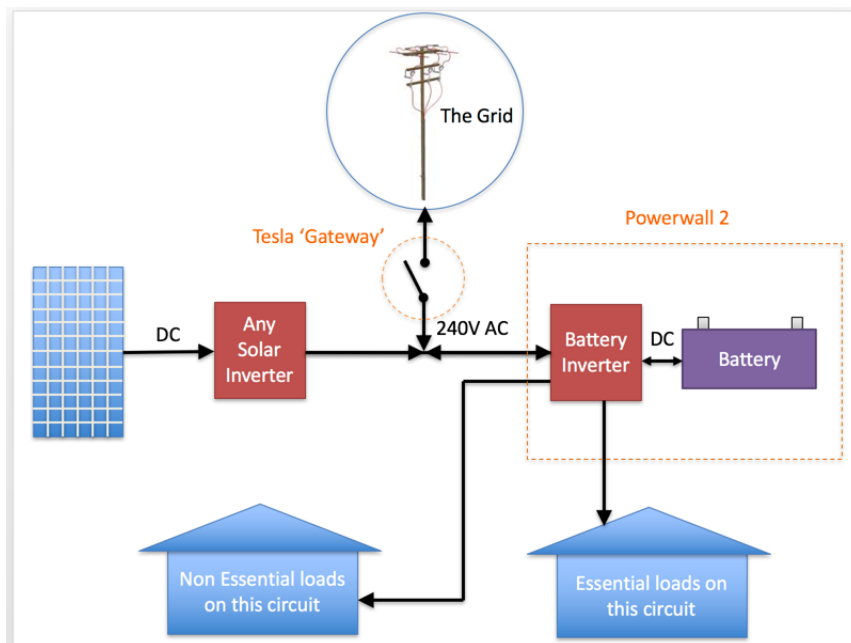 The Grid
Powerwall 2
Tesla ‘Gateway’
240V AC
DC
Any
Solar
Inverter
Battery
Inverter
DC
Battery
Non Essential loads
on this circuit
Essential loads on
this circuit